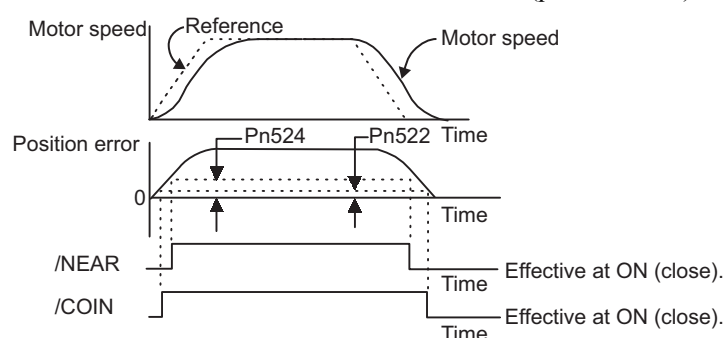 Motor speed
Reference
Motor speed
Time
Position error
Pn524
Pn522
0
Time
/NEAR
Time
Effective at ON (close).
/COIN
Time
Effective at ON (close).